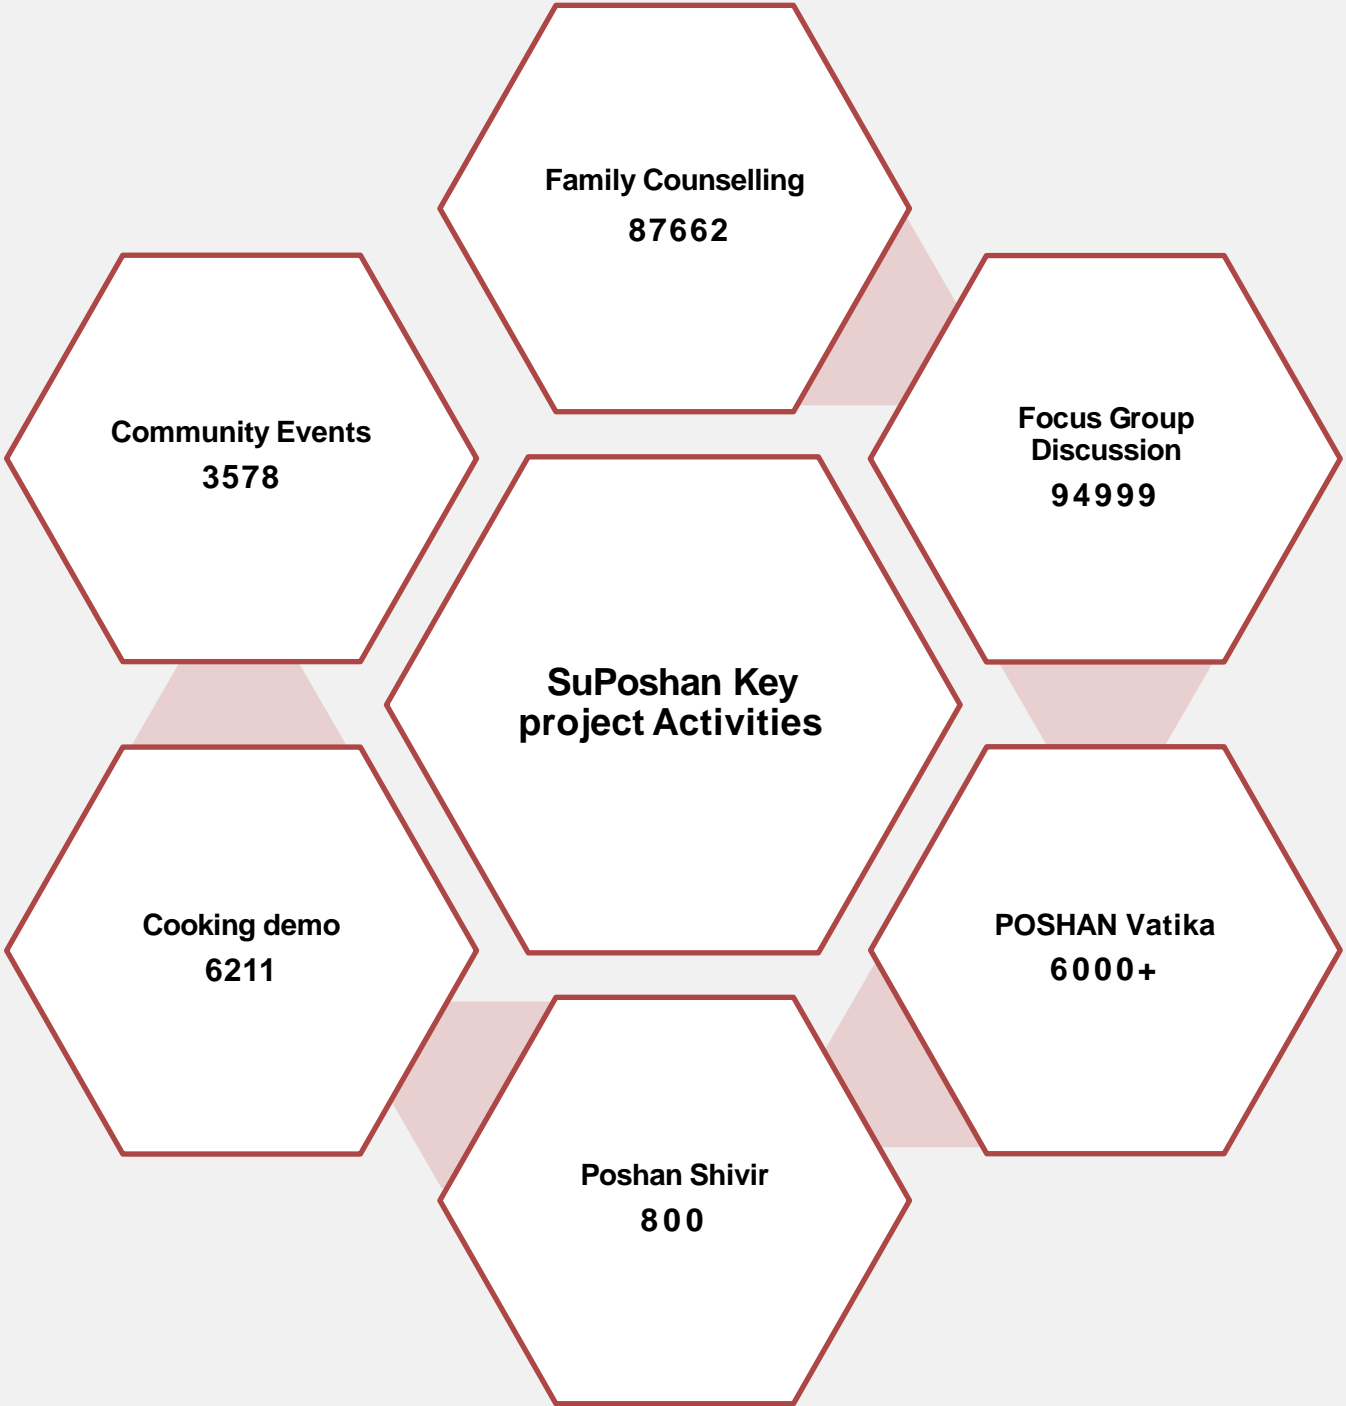 Family Counselling
87662
Focus Group
Discussion
94999
POSHAN Vatika
6000+
Poshan Shivir
800
Cooking demo
6211
Community Events
3578
SuPoshan Key
project Activities